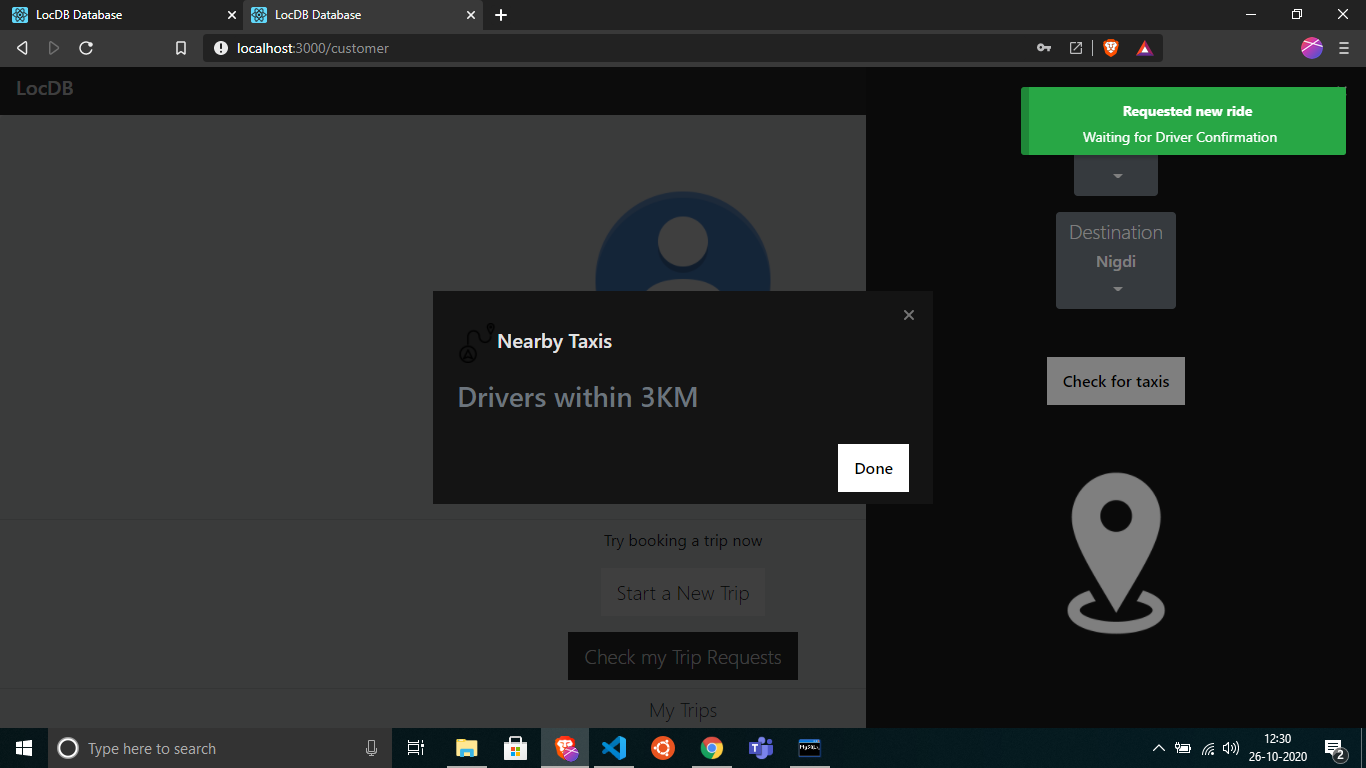 LocDB Database
LocDB Database
localhost:3000/customer
LocDB
Requested new ride
Waiting for Driver Confirmation
Destination
Nigdi
Check for taxis
Nearby Taxis
Drivers within 3KM
Done
Try booking a trip now
Start a New Trip
Check my Trip Requests
My Trips
Type here to search
MySQL
12:30
26-10-2020
2